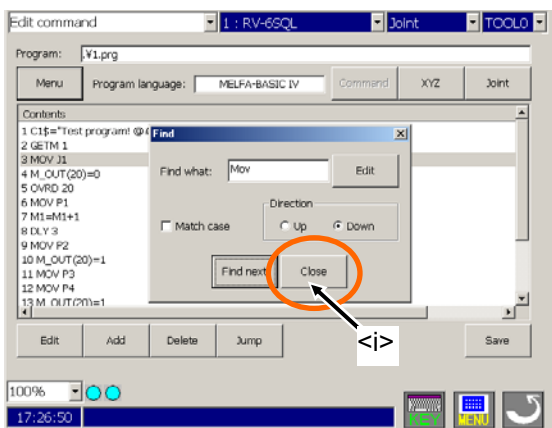 Edit command 1 : RV-6SQL Joint TOOL0
Program: .¥1.prg
Menu Program language: MELFA-BASIC IV Command XYZ Joint
Contents
1 C1$="Test program! @
2 GETM 1
3 MOV J1
4 M_OUT(20)=0
5 OVRD 20
6 MOV P1
7 M1=M1+1
8 DLY 3
9 MOV P2
10 M_OUT(20)=1
11 MOV P3
12 MOV P4
13 M_OUT(20)=1
Find
Find what: Mov Edit
Direction
Match case Up Down
Find next Close
<i>
Edit Add Delete Jump Save
100%
KEY MENU
17:26:50